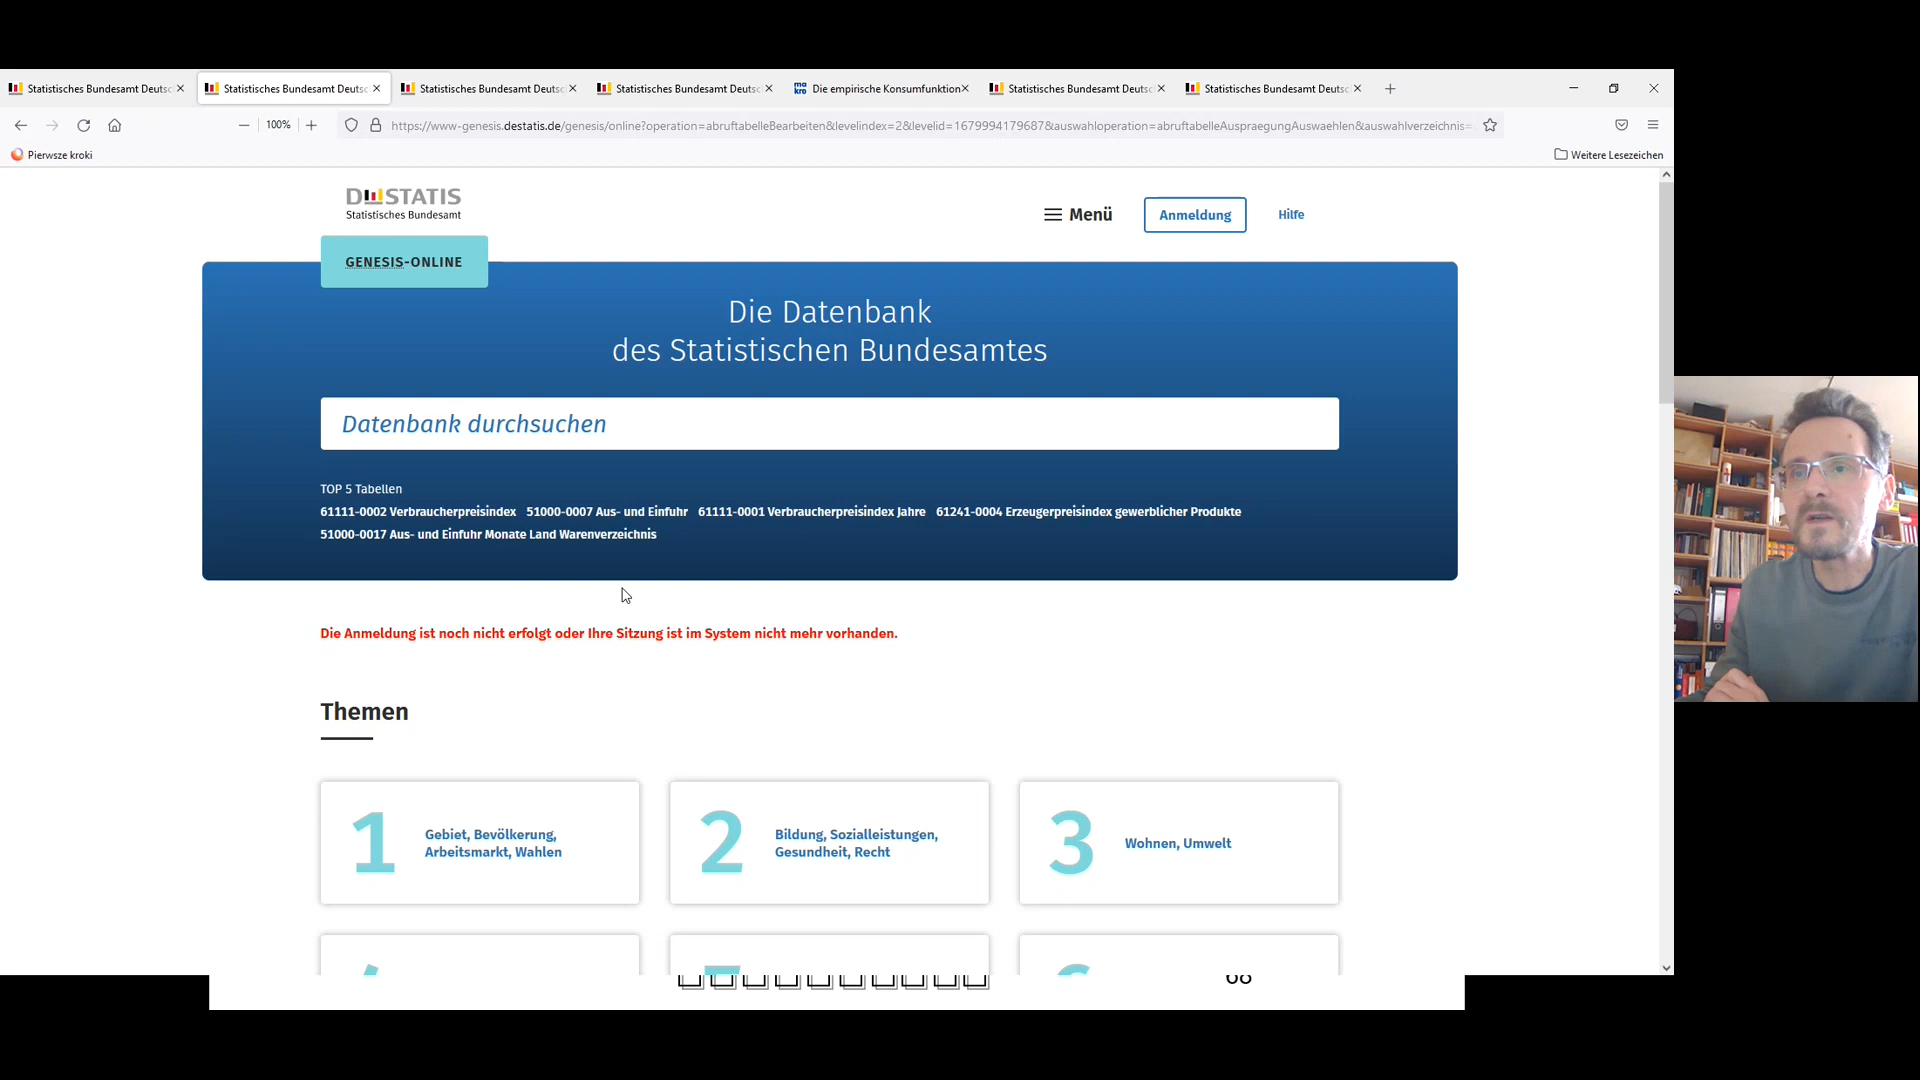 Statistisches Bundesamt Deutsc
Statistisches Bundesamt Deutsc
Statistisches Bundesamt Deutsc
Statistisches Bundesamt Deutsc
Die empirische Konsumfunktion
Statistisches Bundesamt Deutsc
Statistisches Bundesamt Deutsc
100%
https://www-genesis.destatis.de/genesis/online?operation=abruftabelleBearbeiten&levelindex=2&levelid=1679994179687&auswahloperation=abruftabelleAuspraegungAuswaehlen&auswahlverzeichnis=
Pierwsze kroki
Weitere Lesezeichen
DESTATIS
Statistisches Bundesamt
Menü
Anmeldung
Hilfe
GENESIS-ONLINE
Die Datenbank
des Statistischen Bundesamtes
Datenbank durchsuchen
TOP 5 Tabellen
61111-0002 Verbraucherpreisindex 51000-0007 Aus- und Einfuhr 61111-0001 Verbraucherpreisindex Jahre 61241-0004 Erzeugerpreisindex gewerblicher Produkte
51000-0017 Aus- und Einfuhr Monate Land Warenverzeichnis
Die Anmeldung ist noch nicht erfolgt oder Ihre Sitzung ist im System nicht mehr vorhanden.
Themen
1
Gebiet, Bevölkerung,
Arbeitsmarkt, Wahlen
2
Bildung, Sozialleistungen,
Gesundheit, Recht
3
Wohnen, Umwelt